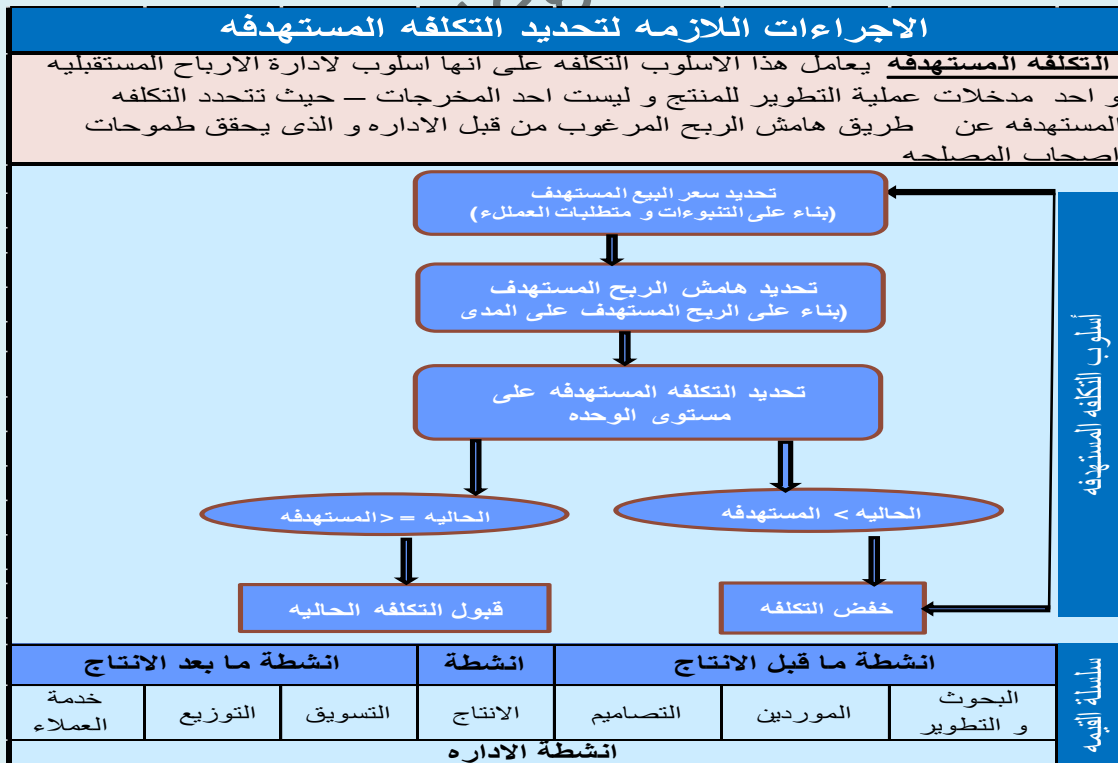 الاجراءات اللازمه لتحديد التكلفه المستهدفه
التكلفه المستهدفه يعامل هذا الاسلوب التكلفه على انها اسلوب لادارة الارباح المستقبليه
و احد مدخلات عملية التطوير للمنتج و ليست احد المخرجات – حيث تتحدد التكلفه
المستهدفه عن طريق هامش الربح المرغوب من قبل الاداره و الذى يحقق طموحات
اصحاب المصلحه
تحديد سعر البيع المستهدف
(بناء على التنبوءات و متطلبات العمللء)
تحديد هامش الربح المستهدف
(بناء على الربح المستهدف على المدى
تحديد التكلفه المستهدفه على
مستوى الوحده
الحاليه > المستهدفه
الحاليه = < المستهدفه
خفض التكلفه
قبول التكلفه الحاليه
أسلوب التكلفه المستهدفه
سلسلة القيمه
انشطة ما قبل الانتاج
انشطة
انشطة ما بعد الانتاج
البحوث
و التطوير
الموردين
التصاميم
الانتاج
التسويق
التوزيع
خدمة
العملاء
انشطة الاداره